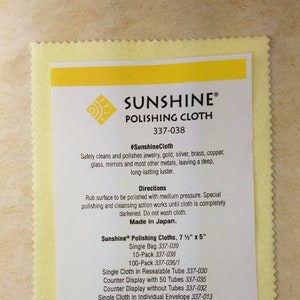 SUNSHINE®
POLISHING CLOTH
337-038
#SunshineCloth
Safely cleans and polishes jewelry, gold, silver, brass, copper,
glass, mirrors and most other metals, leaving a deep,
long-lasting luster.
Directions
Rub surface to be polished with medium pressure. Special
polishing and cleansing action works until cloth is completely
darkened. Do not wash cloth.
Made in Japan.
Sunshine® Polishing Cloths, 7 ½" x 5"
Single Bag 337-039
10-Pack 337-038
100-Pack 337-036/1
Single Cloth in Resealable Tube 337-030
Counter Display with 50 Tubes 337-035
Counter Display without Tubes 337-032
Single Cloth in Individual Envelope 337-013